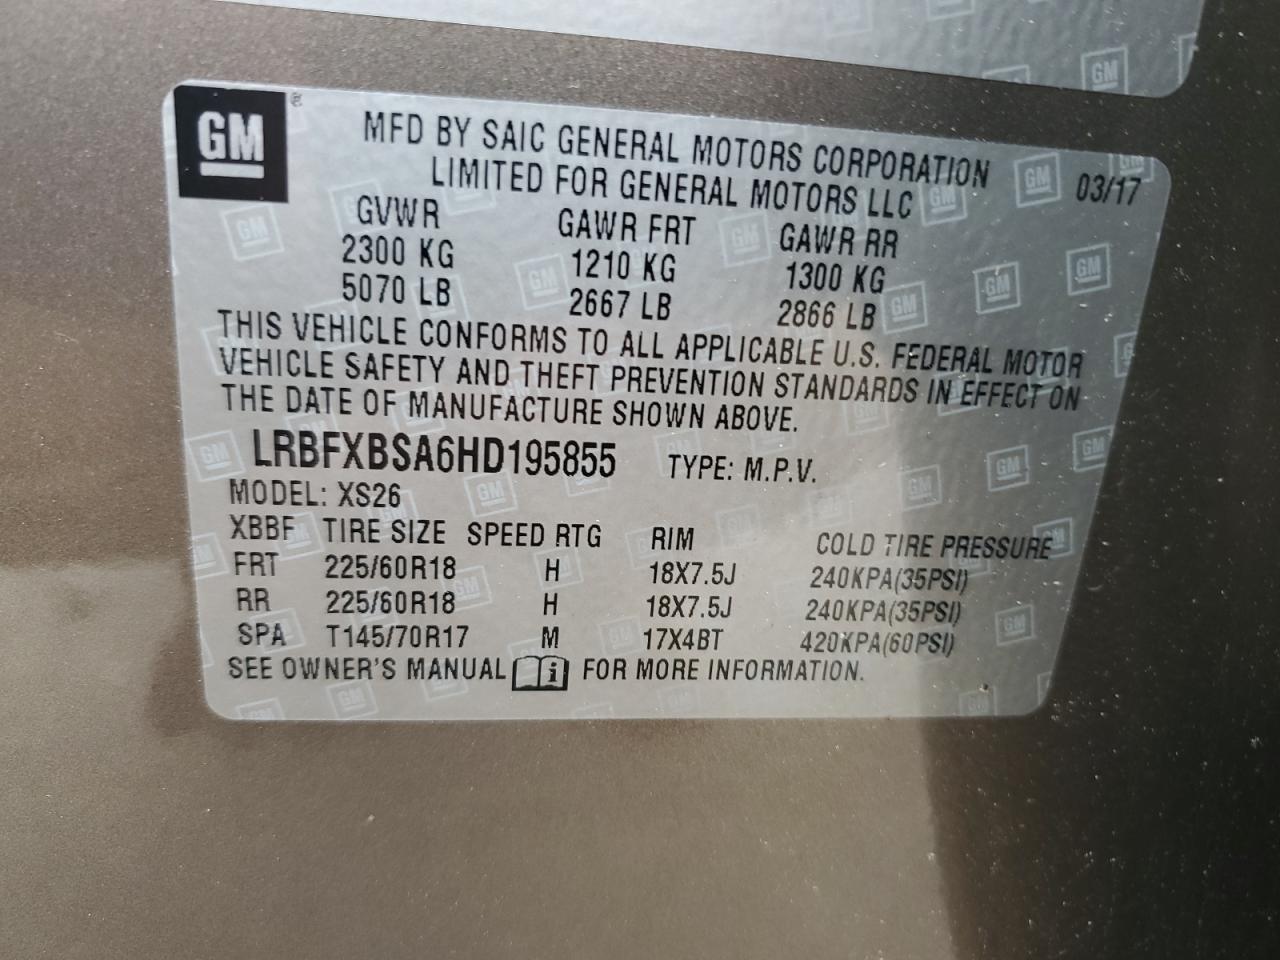 GM ®
MFD BY SAIC GENERAL MOTORS CORPORATION
LIMITED FOR GENERAL MOTORS LLC 03/17
GVWR GAWR FRT GAWR RR
2300 KG 1210 KG 1300 KG
5070 LB 2667 LB 2866 LB
THIS VEHICLE CONFORMS TO ALL APPLICABLE U.S. FEDERAL MOTOR
VEHICLE SAFETY AND THEFT PREVENTION STANDARDS IN EFFECT ON
THE DATE OF MANUFACTURE SHOWN ABOVE.
LRBFXBSA6HD195855 TYPE: M.P.V.
MODEL: XS26
XBBF TIRE SIZE SPEED RTG RIM COLD TIRE PRESSURE
FRT 225/60R18 H 18X7.5J 240KPA(35PSI)
RR 225/60R18 H 18X7.5J 240KPA(35PSI)
SPA T145/70R17 M 17X4BT 420KPA(60PSI)
SEE OWNER'S MANUAL i FOR MORE INFORMATION.